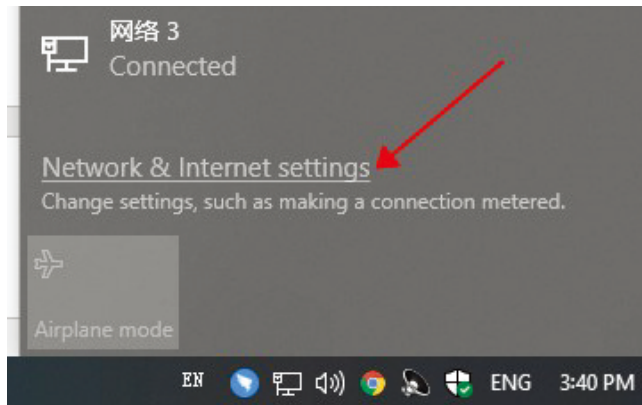 网络 3
Connected
Network & Internet settings
Change settings, such as making a connection metered.
Airplane mode
EN ENG 3:40 PM